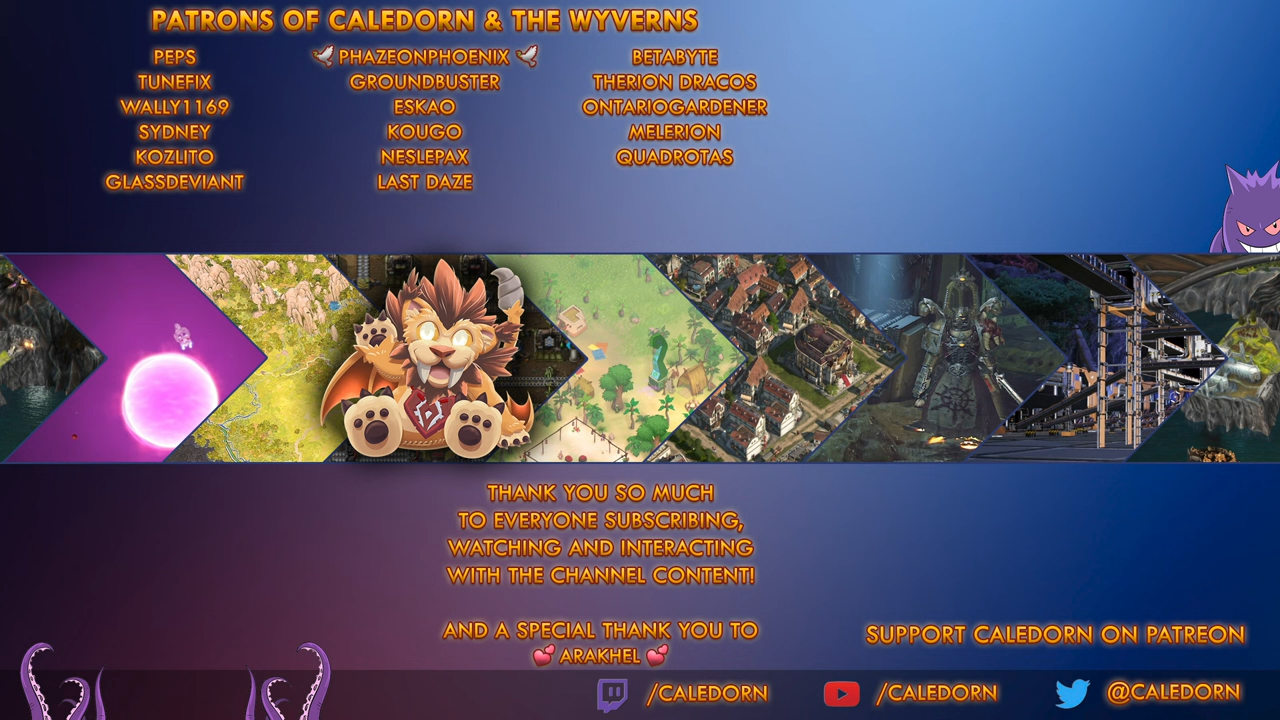 PATRONS OF CALEDORN & THE WYVERNS
PEPS
TUNEFIX
WALLY1169
SYDNEY
KOZLITO
GLASSDEVIANT
🕊 PHAZEONPHOENIX 🕊
GROUNDBUSTER
ESKAO
KOUGO
NESLEPAX
LAST DAZE
BETABYTE
THERION DRACOS
ONTARIOGARDENER
MELERION
QUADROTAS
THANK YOU SO MUCH
TO EVERYONE SUBSCRIBING,
WATCHING AND INTERACTING
WITH THE CHANNEL CONTENT!
AND A SPECIAL THANK YOU TO
💕 ARAKHEL 💕
SUPPORT CALEDORN ON PATREON
/CALEDORN
/CALEDORN
@CALEDORN